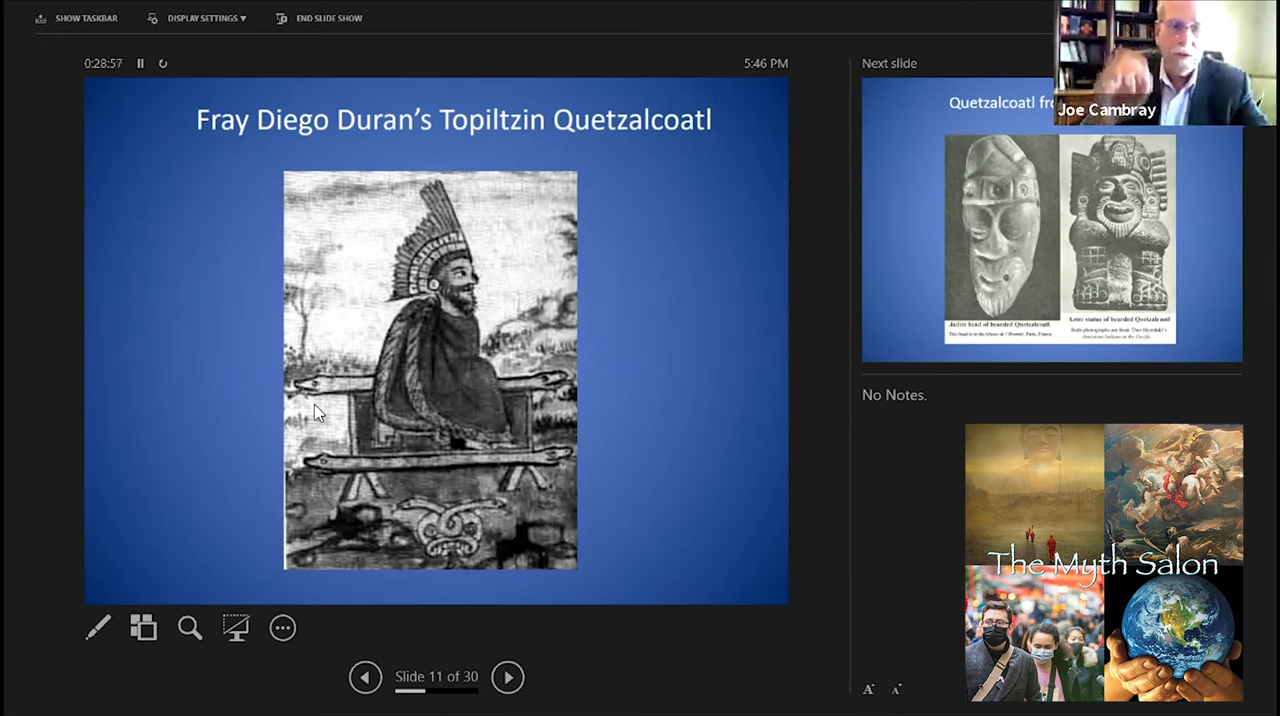 SHOW TASKBAR
DISPLAY SETTINGS ▾
END SLIDE SHOW
0:28:57
5:46 PM
Fray Diego Duran's Topiltzin Quetzalcoatl
Next slide
Quetzalcoatl
Joe Cambray
Jadite head of bearded Quetzalcoatl
Aztec statue of bearded Quetzalcoatl
No Notes.
The Myth Salon
Slide 11 of 30
A A